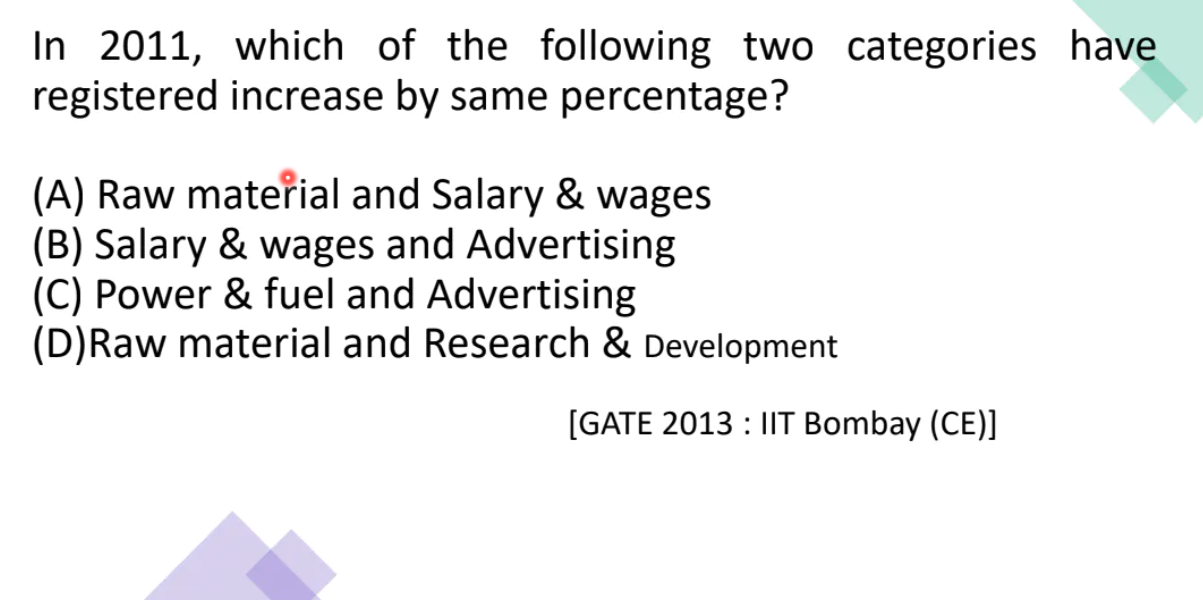 In 2011, which of the following two categories have
registered increase by same percentage?
(A) Raw material and Salary & wages
(B) Salary & wages and Advertising
(C) Power & fuel and Advertising
(D)Raw material and Research & Development
[GATE 2013 : IIT Bombay (CE)]